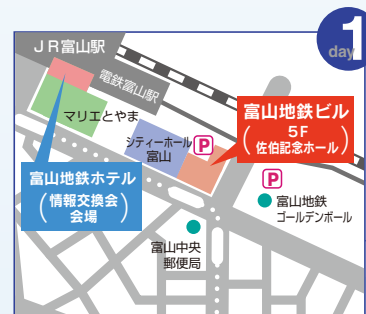 day1
JR富山駅
電鉄富山駅
マリエとやま
シティーホール
富山
P
富山地鉄ビル
(5F
佐伯記念ホール)
P
富山地鉄ホテル
(情報交換会
会場)
富山地鉄
ゴールデンボール
富山中央
郵便局